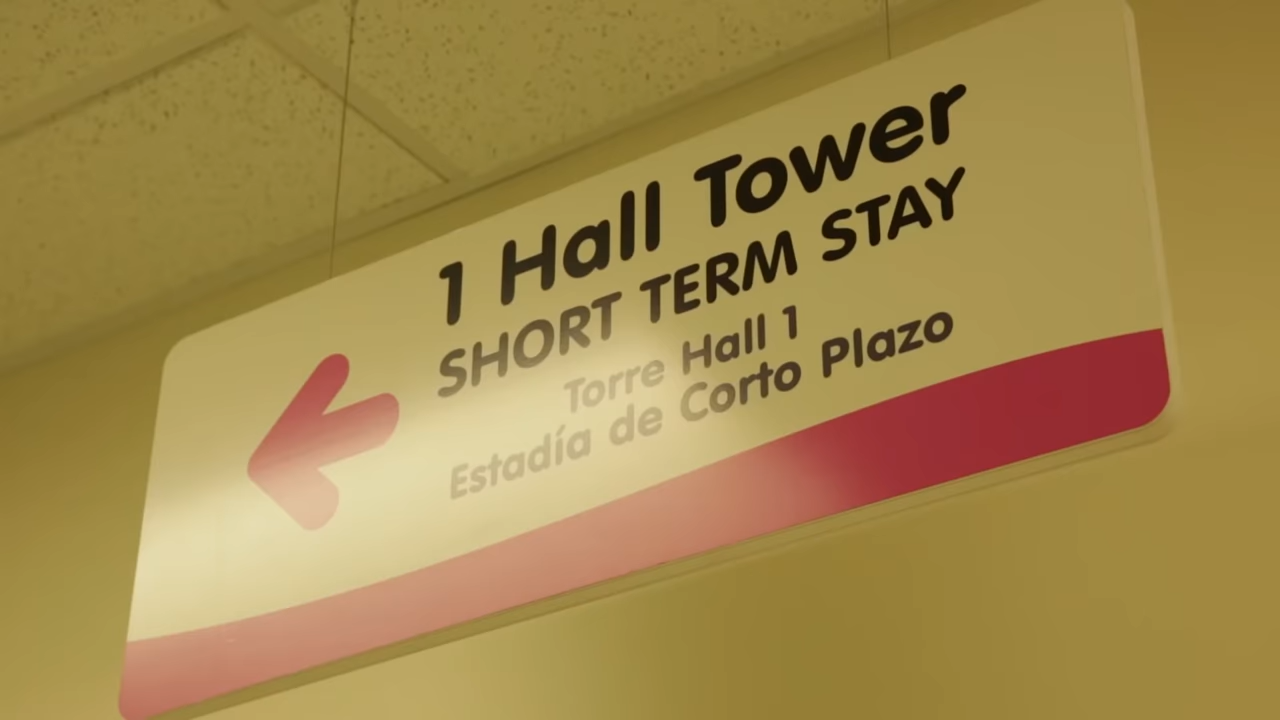 1 Hall Tower
SHORT TERM STAY
Torre Hall 1
Estadía de Corto Plazo